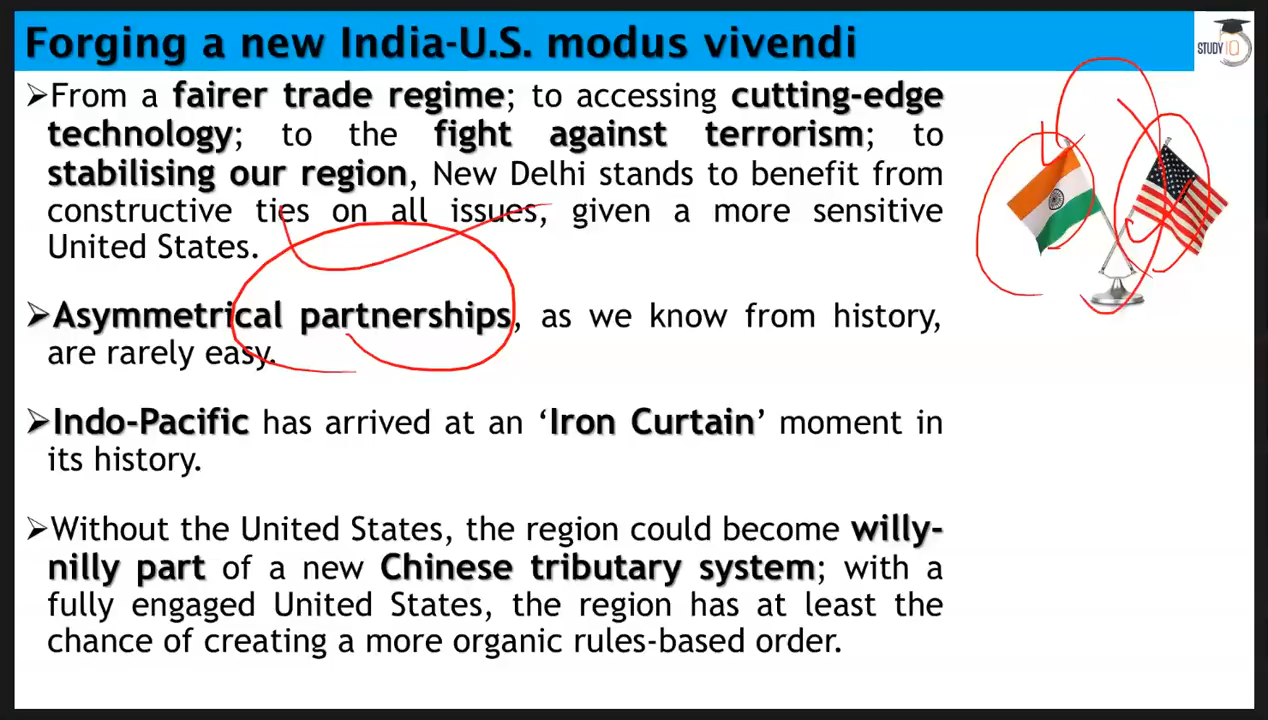 Forging a new India-U.S. modus vivendi
STUDY IQ
➢From a fairer trade regime; to accessing cutting-edge
technology; to the fight against terrorism; to
stabilising our region, New Delhi stands to benefit from
constructive ties on all issues, given a more sensitive
United States.
➢Asymmetrical partnerships, as we know from history,
are rarely easy.
➢Indo-Pacific has arrived at an ‘Iron Curtain’ moment in
its history.
➢Without the United States, the region could become willy-
nilly part of a new Chinese tributary system; with a
fully engaged United States, the region has at least the
chance of creating a more organic rules-based order.